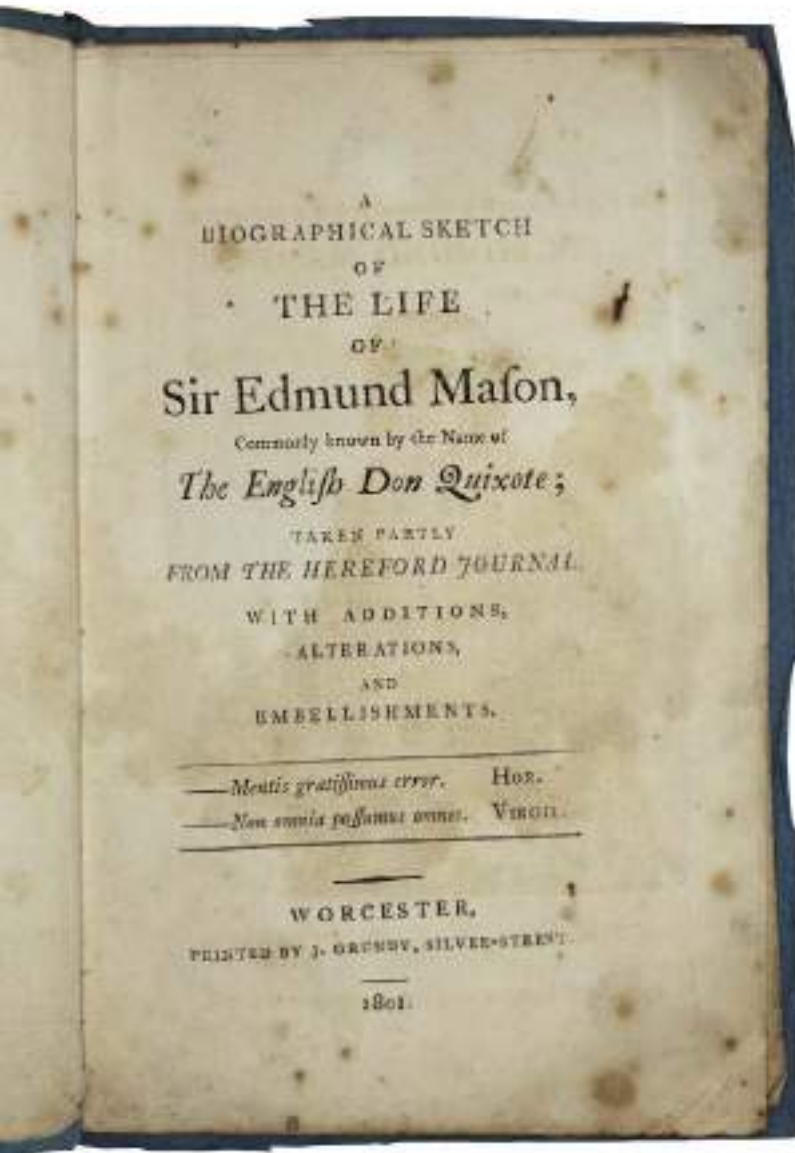 A
BIOGRAPHICAL SKETCH
OF
THE LIFE
OF
Sir Edmund Maſon,
Commonly known by the Name of
The Engliſh Don Quixote;
TAKEN PARTLY
FROM THE HEREFORD JOURNAL.
WITH ADDITIONS,
ALTERATIONS,
AND
EMBELLISHMENTS.
——Mentis gratiſſimus error. HOR.
——Non omnia poſſumus omnes. VIRGIL.
WORCESTER,
PRINTED BY J. GRUNDY, SILVER-STREET.
1801.